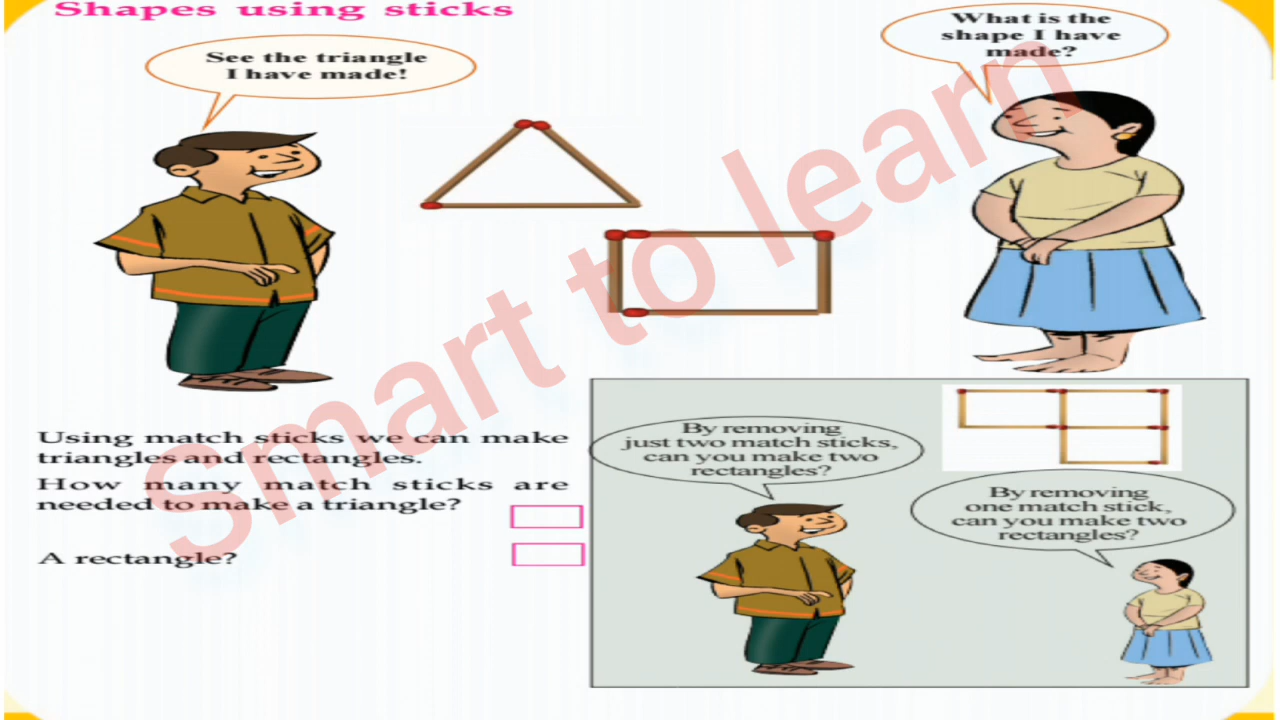 Shapes using sticks
See the triangle
I have made!
What is the
shape I have
made?
Smart to learn
Using match sticks we can make
triangles and rectangles.
How many match sticks are
needed to make a triangle?
A rectangle?
By removing
just two match sticks,
can you make two
rectangles?
By removing
one match stick,
can you make two
rectangles?